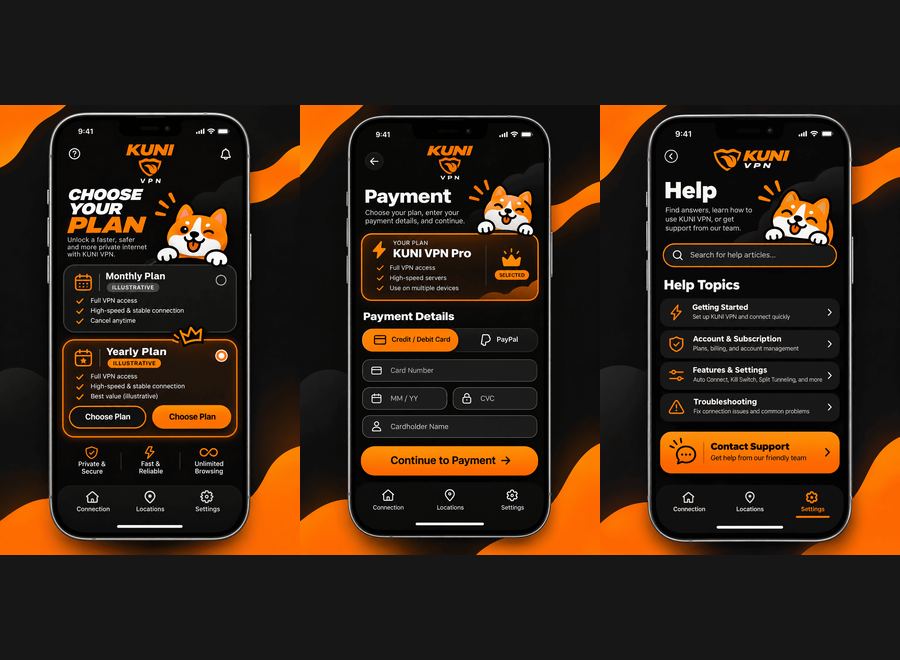 9:41
KUNI
VPN
CHOOSE
YOUR
PLAN
Unlock a faster, safer
and more private internet
with KUNI VPN.
Monthly Plan
ILLUSTRATIVE
Full VPN access
High-speed & stable connection
Cancel anytime
Yearly Plan
ILLUSTRATIVE
Full VPN access
High-speed & stable connection
Best value (illustrative)
Choose Plan
Choose Plan
Private &
Secure
Fast &
Reliable
Unlimited
Browsing
Connection
Locations
Settings
9:41
KUNI
VPN
Payment
Choose your plan, enter your
payment details, and continue.
YOUR PLAN
KUNI VPN Pro
Full VPN access
High-speed servers
Use on multiple devices
SELECTED
Payment Details
Credit / Debit Card
PayPal
Card Number
MM / YY
CVC
Cardholder Name
Continue to Payment →
Connection
Locations
Settings
9:41
KUNI
VPN
Help
Find answers, learn how to
use KUNI VPN, or get
support from our team.
Search for help articles...
Help Topics
Getting Started
Set up KUNI VPN and connect quickly
Account & Subscription
Plans, billing, and account management
Features & Settings
Auto Connect, Kill Switch, Split Tunneling, and more
Troubleshooting
Fix connection issues and common problems
Contact Support
Get help from our friendly team
Connection
Locations
Settings